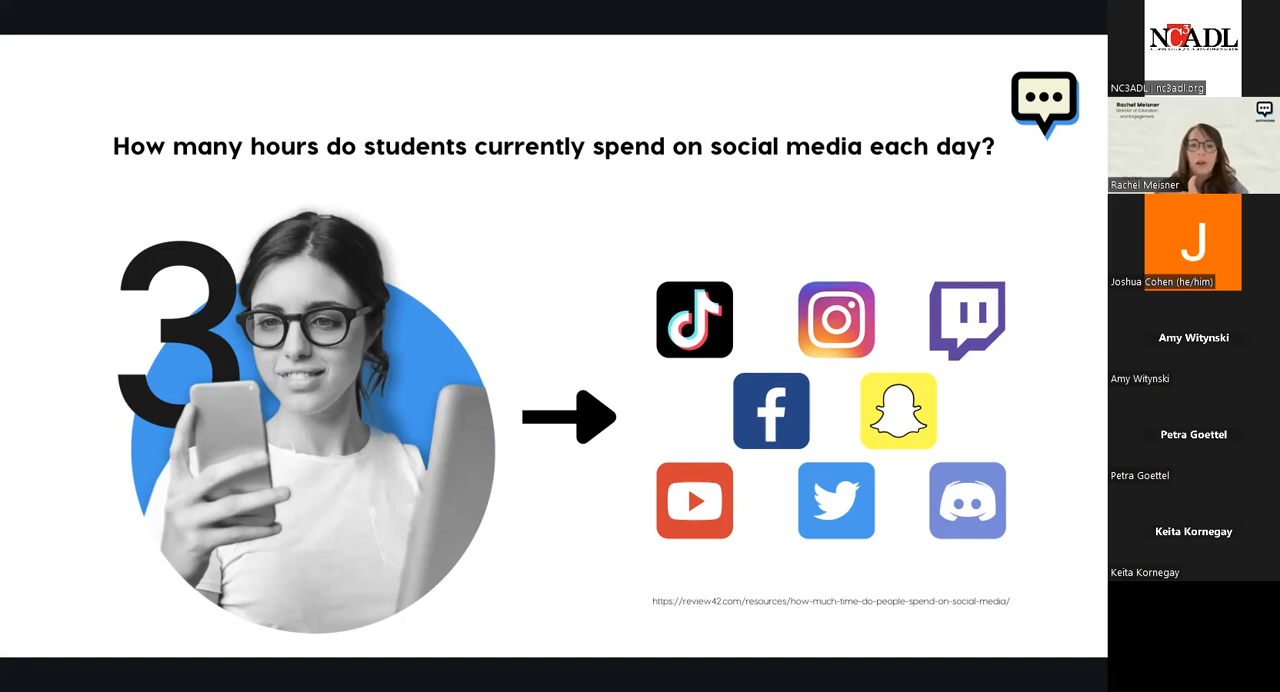 How many hours do students currently spend on social media each day?
3
https://review42.com/resources/how-much-time-do-people-spend-on-social-media/
NC3ADL
NC3ADL | nc3adl.org
Rachel Meisner
Director of Education
and Engagement
Rachel Meisner
J
Joshua Cohen (he/him)
Amy Witynski
Amy Witynski
Petra Goettel
Petra Goettel
Keita Kornegay
Keita Kornegay